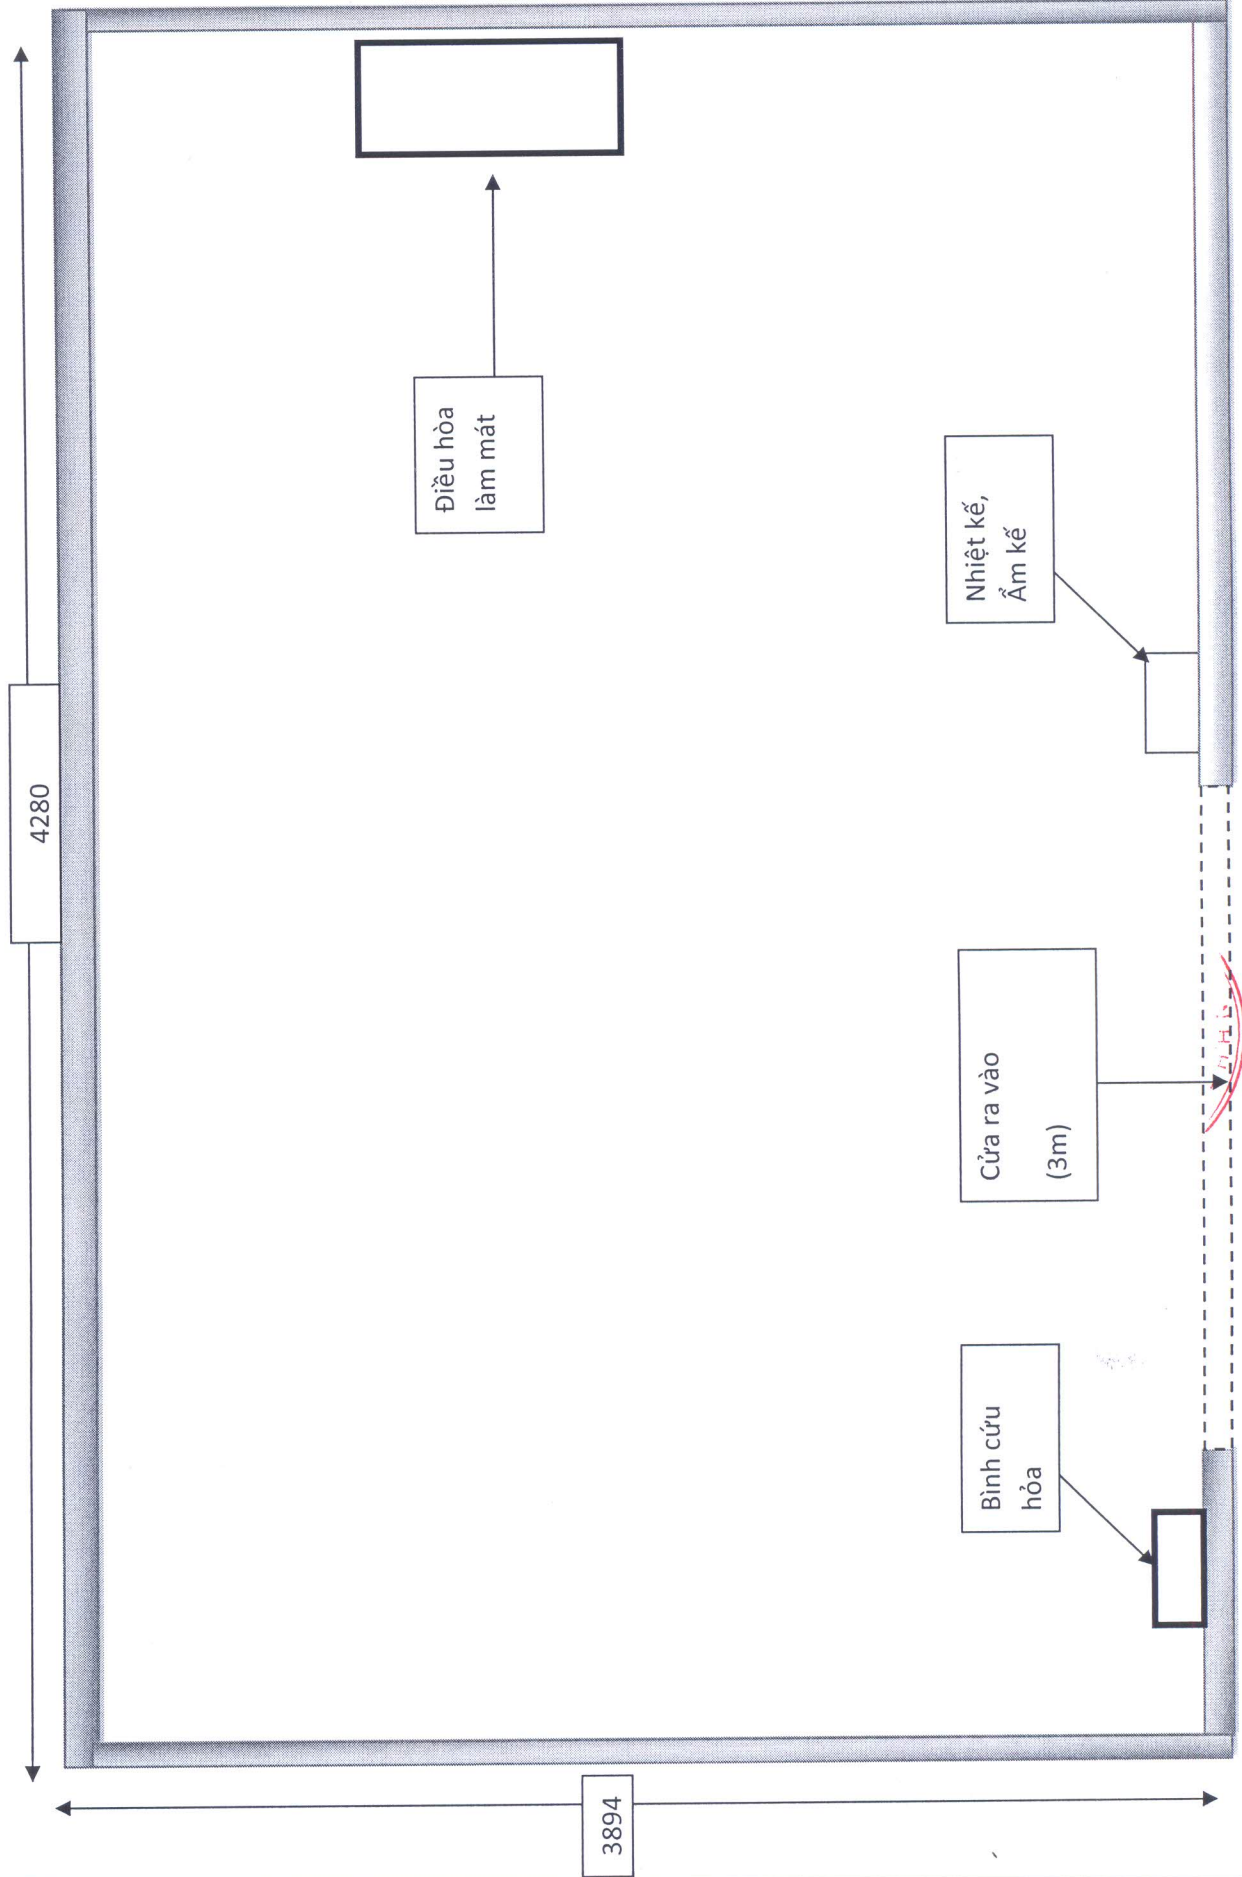 4280
Điều hòa
làm mát
Nhiệt kế,
Ẩm kế
Cửa ra vào
(3m)
Bình cứu
hỏa
3894